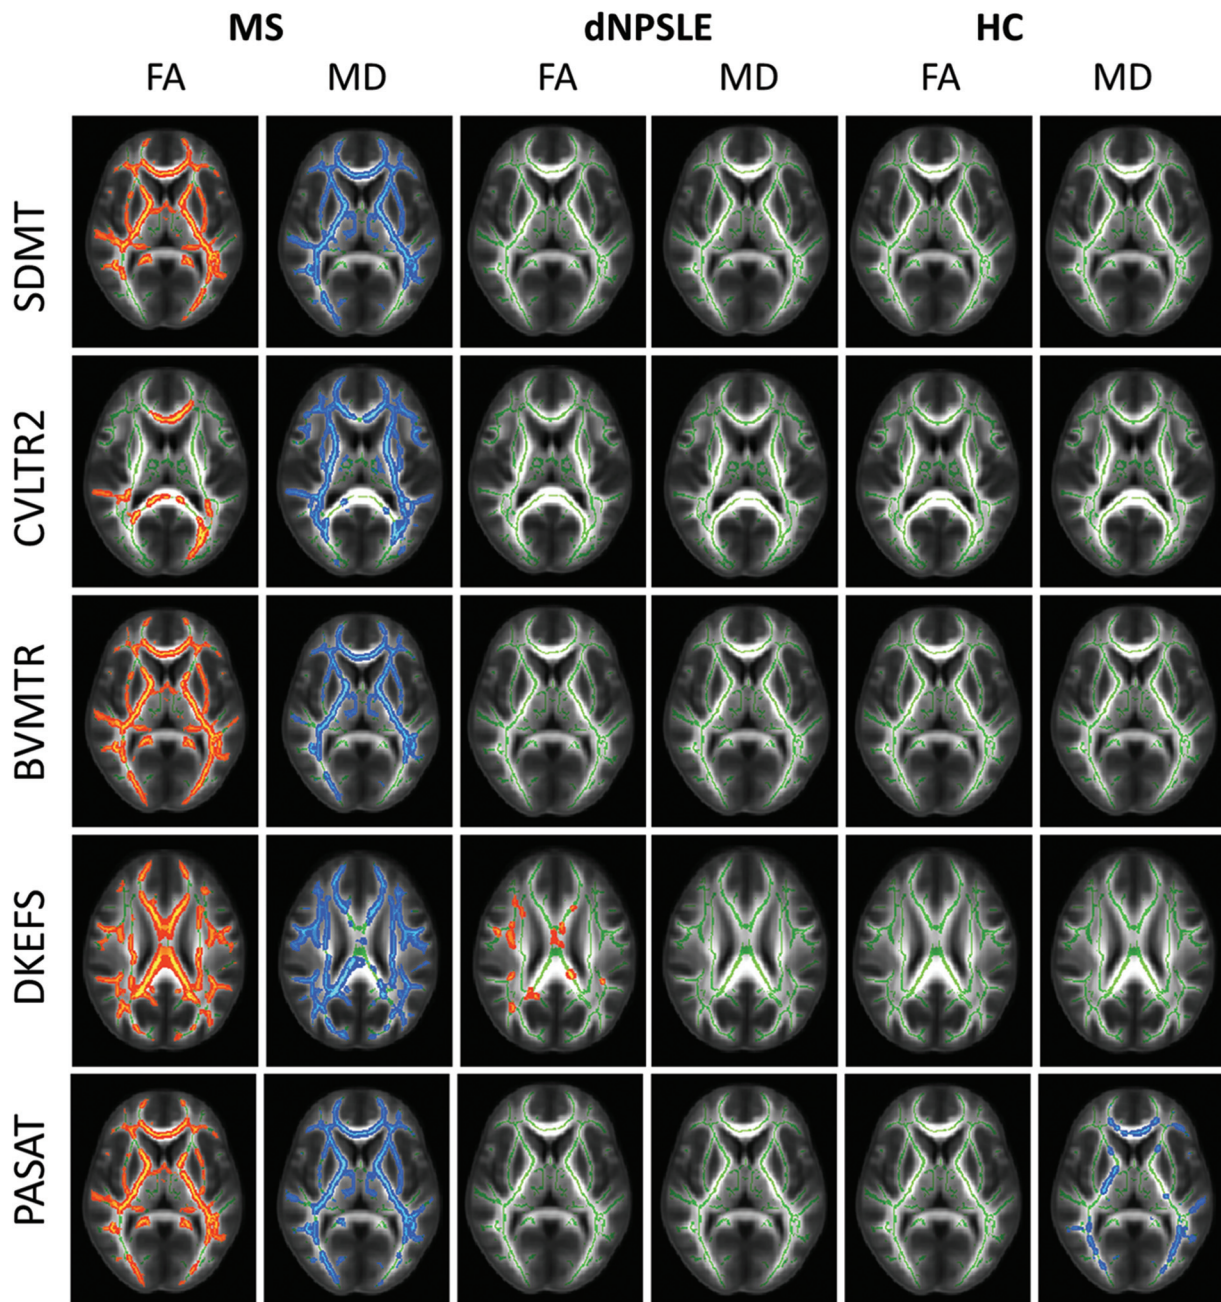 MS dNPSLE HC
FA MD FA MD FA MD
SDMT
CVLTR2
BVMTR
DKEFS
PASAT